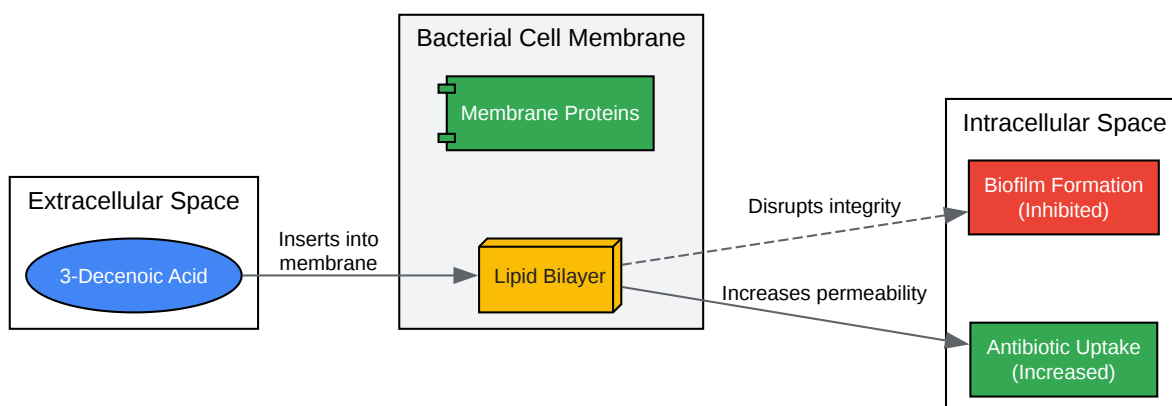 Bacterial Cell Membrane
Membrane Proteins
Lipid Bilayer
Extracellular Space
3-Decenoic Acid
Inserts into
membrane
Disrupts integrity
Increases permeability
Intracellular Space
Biofilm Formation
(Inhibited)
Antibiotic Uptake
(Increased)